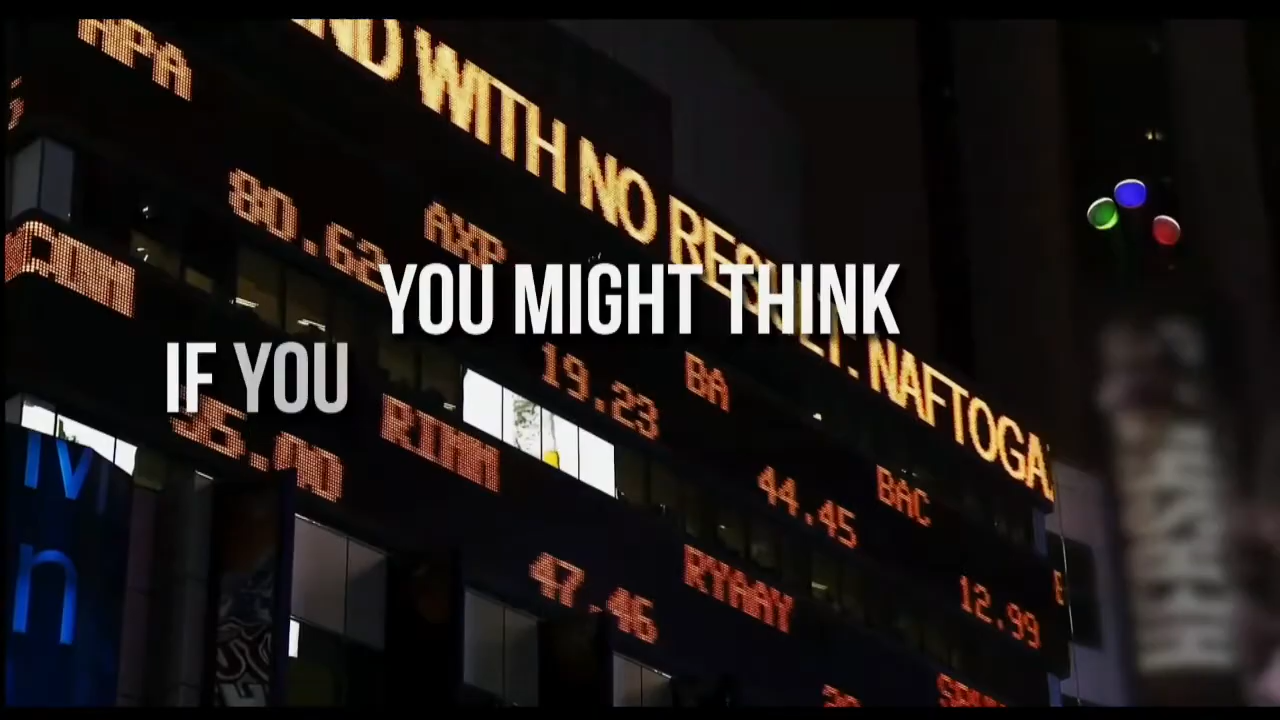 YOU MIGHT THINK
IF YOU
ND WITH NO RESULT. NAFTOGA
80.62 AXP 19.23 BA 44.45 BAC 12.99
RIMM 47.46 RYAAY